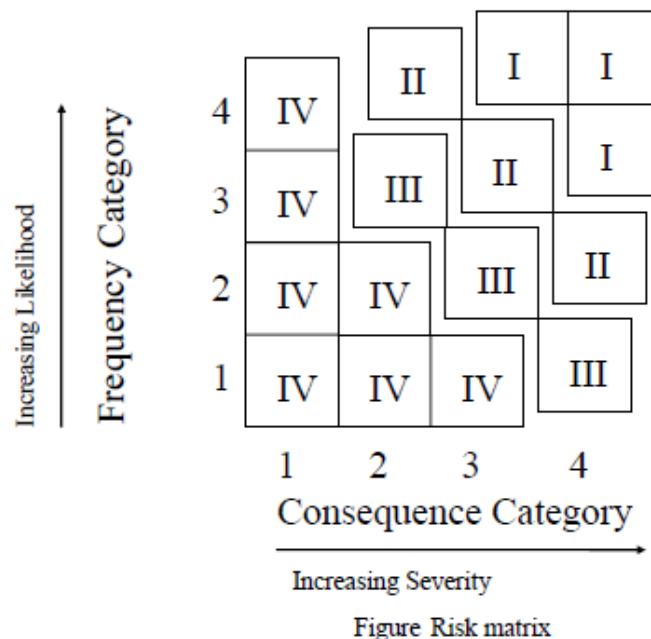 Increasing Likelihood
Frequency Category
I I
II
4 IV
I
II
III
3 IV
II
III
2 IV IV
III
1 IV IV IV
1 2 3 4
Consequence Category
Increasing Severity
Figure Risk matrix